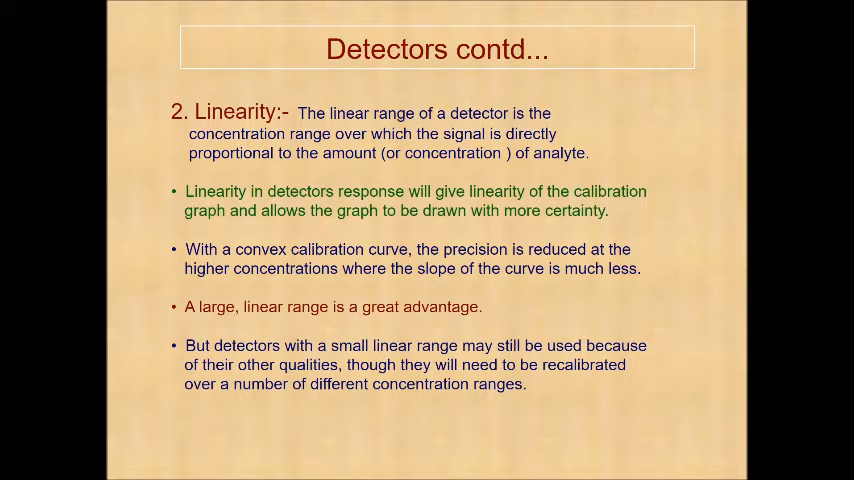 Detectors contd...
2. Linearity:- The linear range of a detector is the
concentration range over which the signal is directly
proportional to the amount (or concentration ) of analyte.
• Linearity in detectors response will give linearity of the calibration
graph and allows the graph to be drawn with more certainty.
• With a convex calibration curve, the precision is reduced at the
higher concentrations where the slope of the curve is much less.
• A large, linear range is a great advantage.
• But detectors with a small linear range may still be used because
of their other qualities, though they will need to be recalibrated
over a number of different concentration ranges.